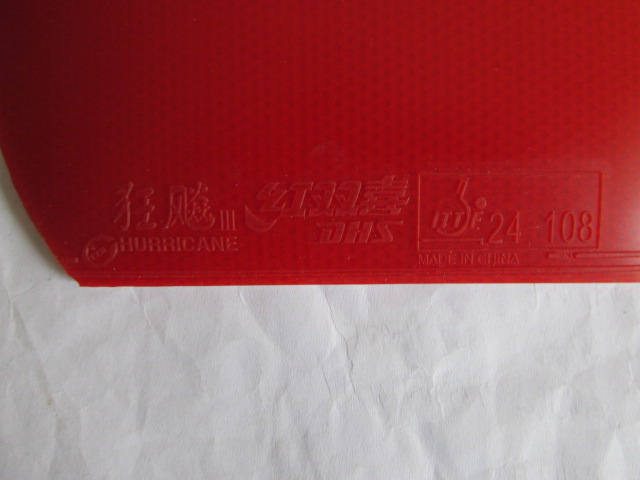 狂飚III 红双喜 ITTF 24-108
HURRICANE DHS
MADE IN CHINA